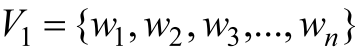 V₁ = {w₁, w₂, w₃,..., wₙ}